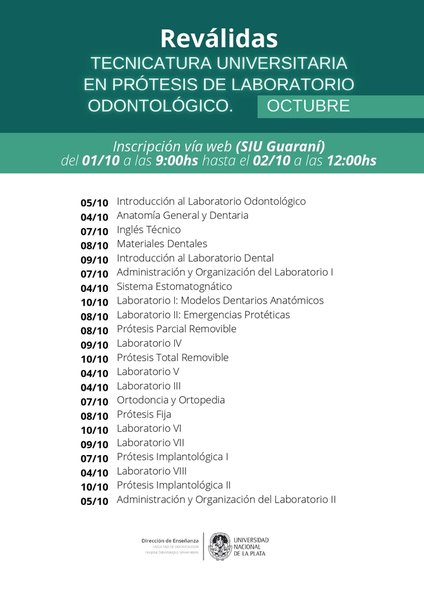 Reválidas
TECNICATURA UNIVERSITARIA
EN PRÓTESIS DE LABORATORIO
ODONTOLÓGICO. OCTUBRE
Inscripción vía web (SIU Guaraní)
del 01/10 a las 9:00hs hasta el 02/10 a las 12:00hs
05/10 Introducción al Laboratorio Odontológico
04/10 Anatomía General y Dentaria
07/10 Inglés Técnico
08/10 Materiales Dentales
09/10 Introducción al Laboratorio Dental
07/10 Administración y Organización del Laboratorio I
04/10 Sistema Estomatognático
10/10 Laboratorio I: Modelos Dentarios Anatómicos
08/10 Laboratorio II: Emergencias Protéticas
08/10 Prótesis Parcial Removible
09/10 Laboratorio IV
10/10 Prótesis Total Removible
04/10 Laboratorio V
04/10 Laboratorio III
07/10 Ortodoncia y Ortopedia
08/10 Prótesis Fija
10/10 Laboratorio VI
09/10 Laboratorio VII
07/10 Prótesis Implantológica I
04/10 Laboratorio VIII
10/10 Prótesis Implantológica II
05/10 Administración y Organización del Laboratorio II
Dirección de Enseñanza
UNIVERSIDAD
NACIONAL
DE LA PLATA